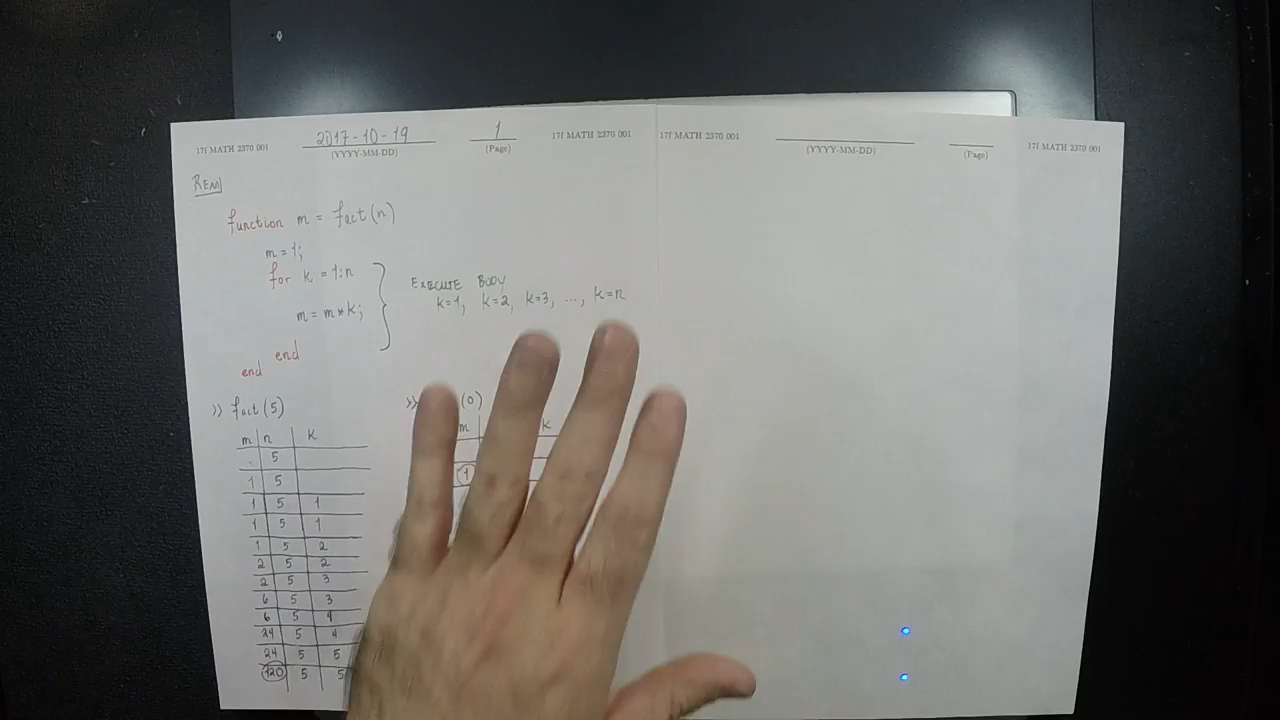 17f MATH 2370 001 2017-10-19 1 17f MATH 2370 001
(YYYY-MM-DD) (Page)
REM
function m = fact(n)
m = 1;
for k = 1:n
m = m*k;
end
end
EXECUTE BODY
k=1, k=2, k=3, ..., k=n
>> fact(5)
m n k
. 5
1 5
1 5 1
1 5 1
1 5 2
2 5 2
2 5 3
6 5 3
6 5 4
24 5 4
24 5 5
120 5 5
>> (0)
m k
1
17f MATH 2370 001 17f MATH 2370 001
(YYYY-MM-DD) (Page)